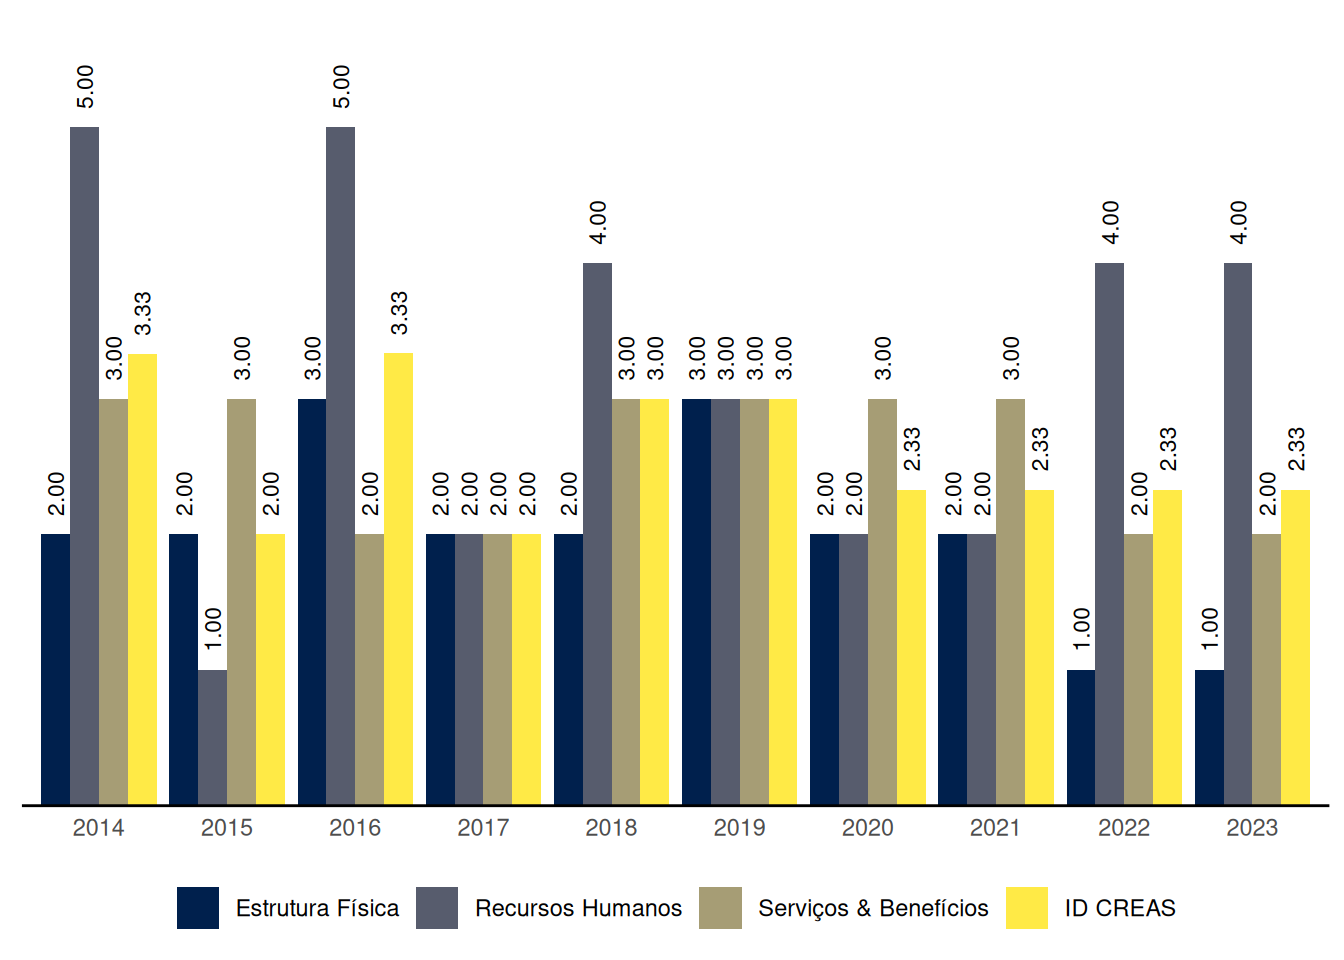 2.00 5.00 3.00 3.33
2.00 1.00 3.00 2.00
3.00 5.00 2.00 3.33
2.00 2.00 2.00 2.00
2.00 4.00 3.00 3.00
3.00 3.00 3.00 3.00
2.00 2.00 3.00 2.33
2.00 2.00 3.00 2.33
1.00 4.00 2.00 2.33
1.00 4.00 2.00 2.33
2014 2015 2016 2017 2018 2019 2020 2021 2022 2023
Estrutura Física Recursos Humanos Serviços & Benefícios ID CREAS